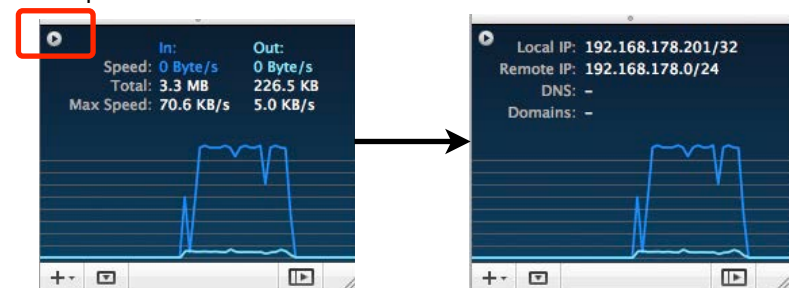 In: Out:
Speed: 0 Byte/s 0 Byte/s
Total: 3.3 MB 226.5 KB
Max Speed: 70.6 KB/s 5.0 KB/s
Local IP: 192.168.178.201/32
Remote IP: 192.168.178.0/24
DNS: –
Domains: –